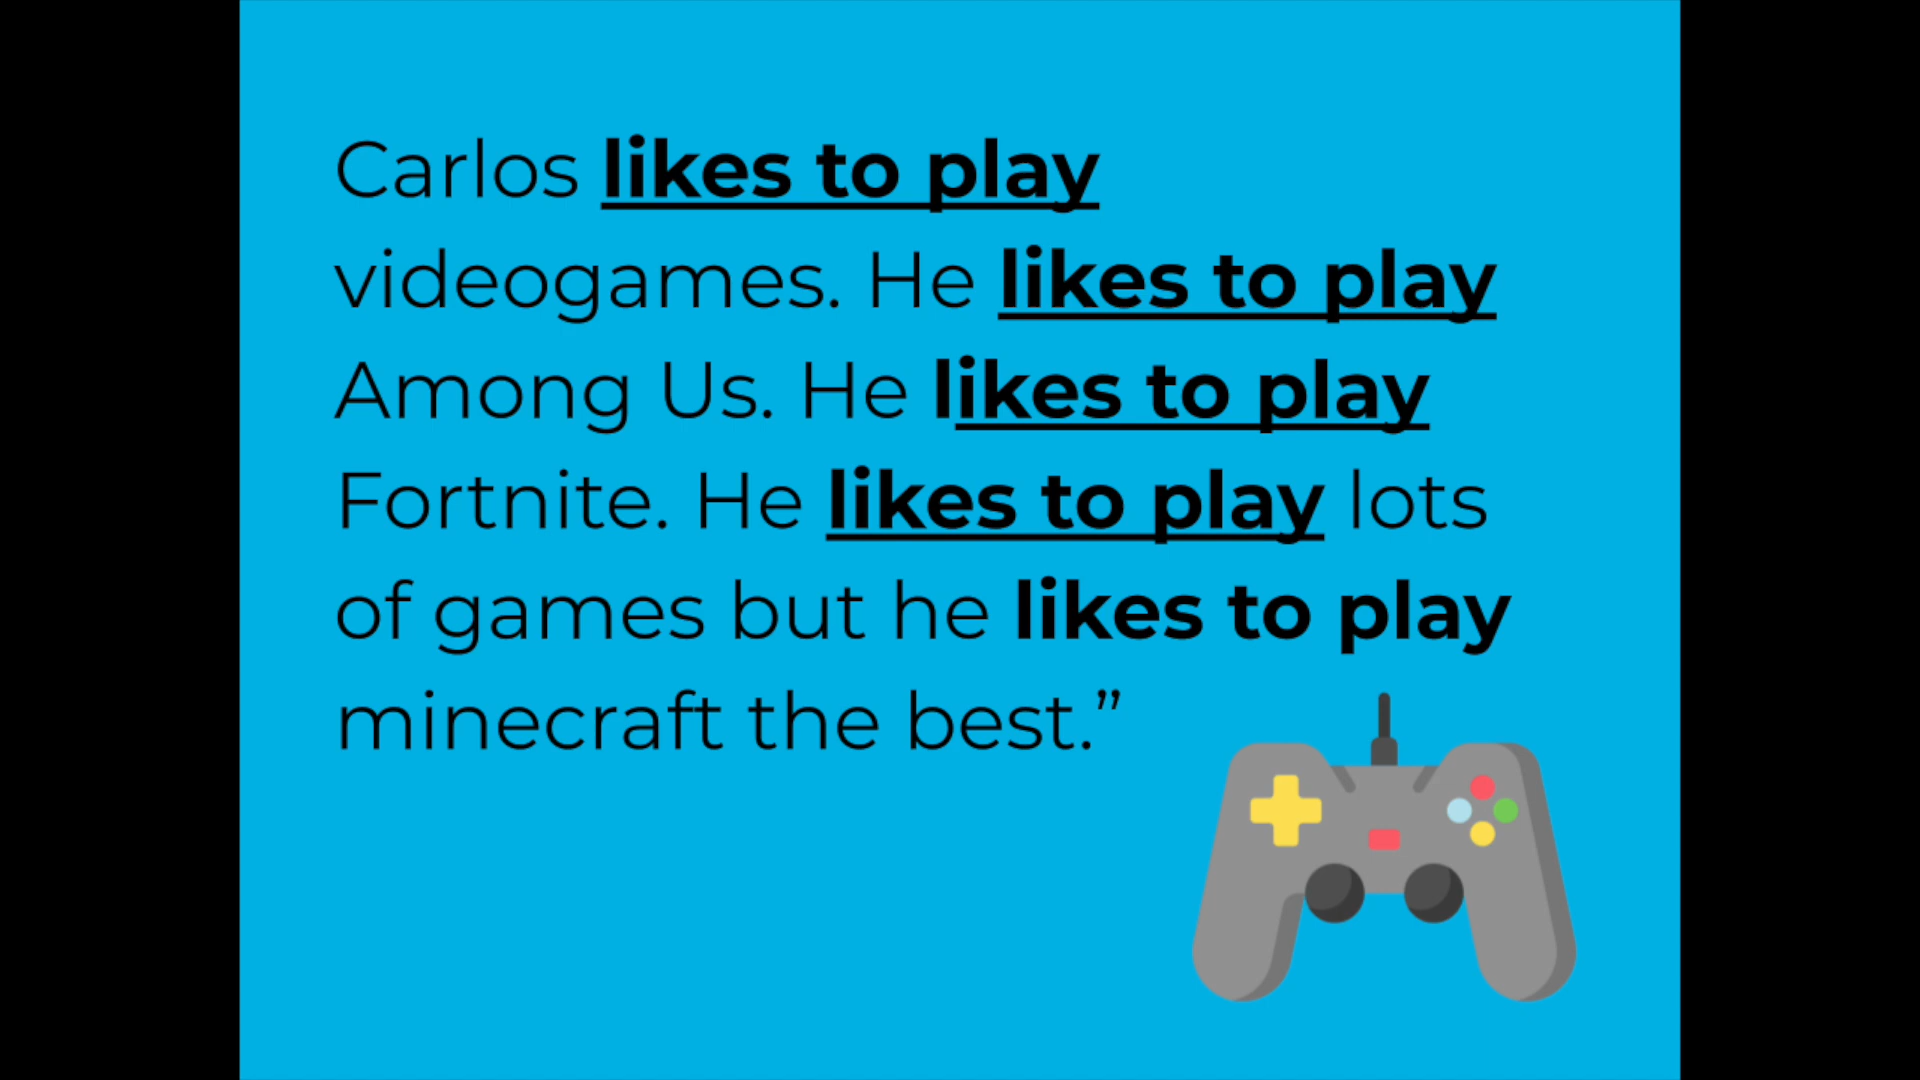 Carlos likes to play
videogames. He likes to play
Among Us. He likes to play
Fortnite. He likes to play lots
of games but he likes to play
minecraft the best.”